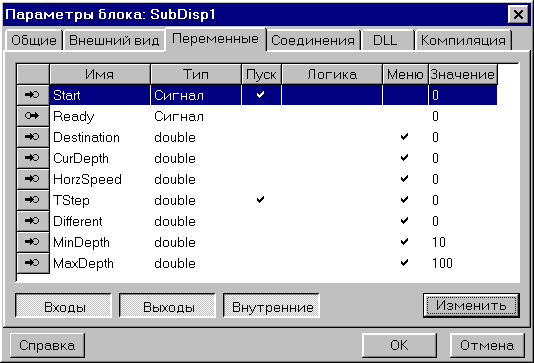 Параметры блока: SubDisp1
Общие Внешний вид Переменные Соединения DLL Компиляция
Имя Тип Пуск Логика Меню Значение
Start Сигнал 0
Ready Сигнал 0
Destination double 0
CurDepth double 0
HorzSpeed double 0
TStep double 0
Different double 0
MinDepth double 10
MaxDepth double 100
Входы Выходы Внутренние Изменить
Справка OK Отмена